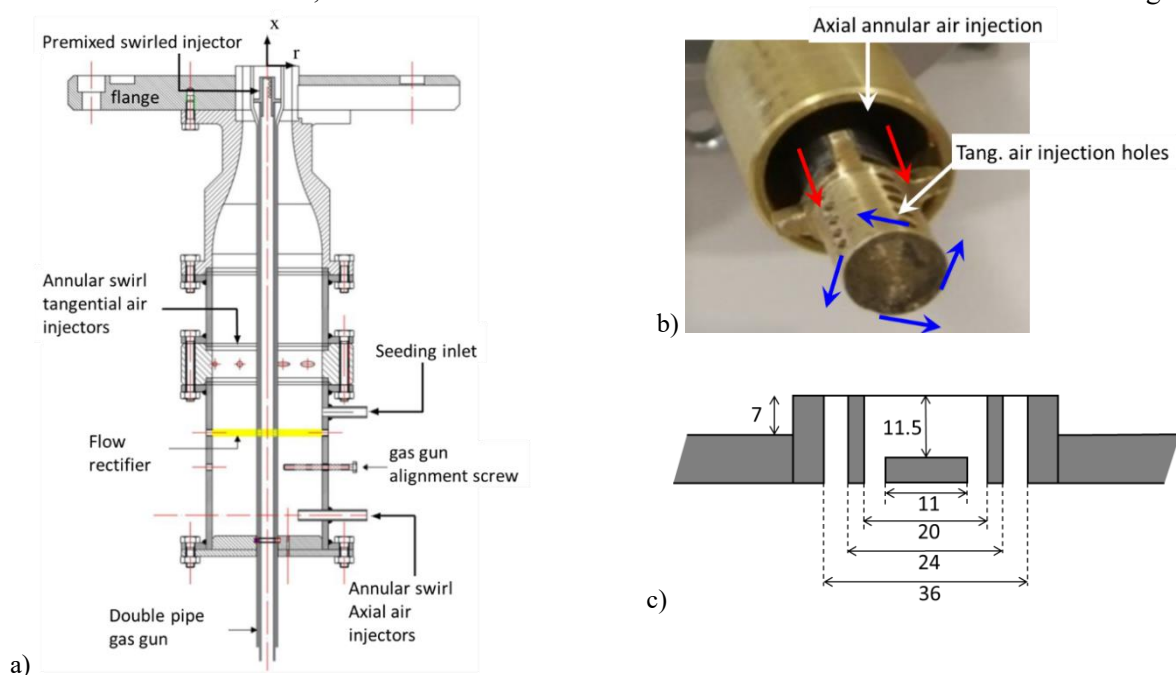 x
r
Premixed swirled injector
flange
Annular swirl
tangential air
injectors
Seeding inlet
Flow
rectifier
gas gun
alignment screw
Annular swirl
Axial air
injectors
Double pipe
gas gun
a)
Axial annular air injection
Tang. air injection holes
b)
7
11.5
11
20
24
36
c)